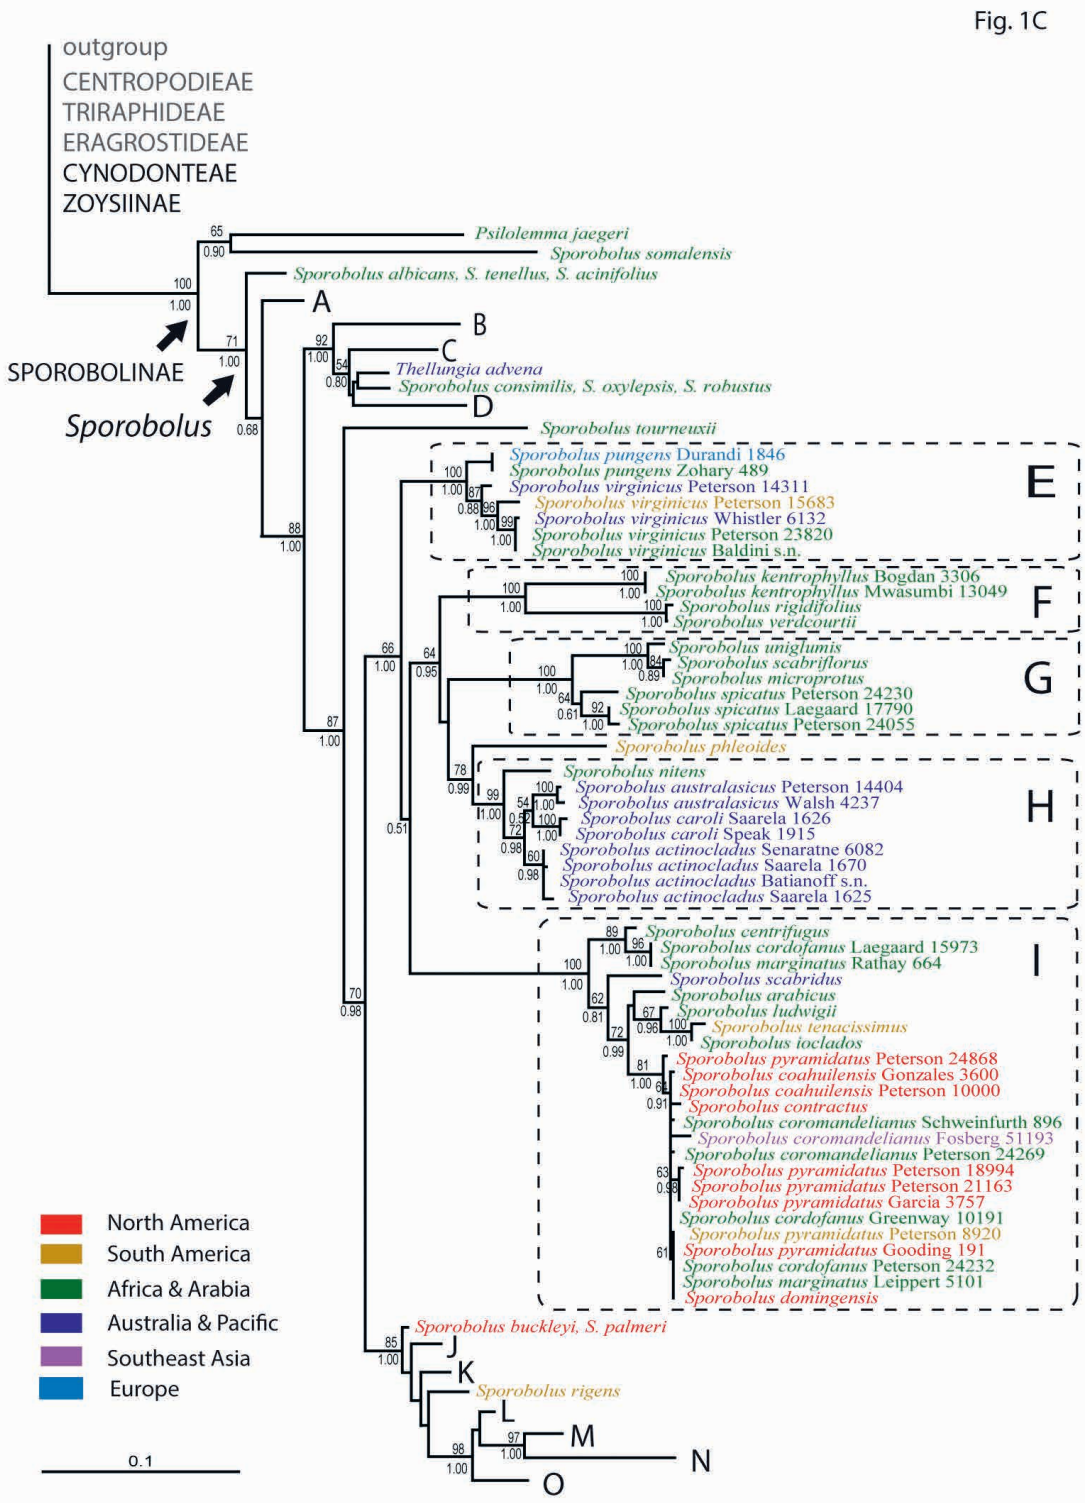 Fig. 1C
outgroup
CENTROPODIEAE
TRIRAPHIDEAE
ERAGROSTIDEAE
CYNODONTEAE
ZOYSIINAE
65
0.90
Psilolemma jaegeri
Sporobolus somalensis
100
1.00
Sporobolus albicans, S. tenellus, S. acinifolius
A
SPOROBOLINAE
71
1.00
Sporobolus
0.68
92
1.00
B
C
54
0.80
Thellungia advena
Sporobolus consimilis, S. oxylepsis, S. robustus
D
88
1.00
Sporobolus tourneuxii
E
100
1.00
Sporobolus pungens Durandi 1846
Sporobolus pungens Zohary 489
87
0.88
Sporobolus virginicus Peterson 14311
96
1.00
Sporobolus virginicus Peterson 15683
99
1.00
Sporobolus virginicus Whistler 6132
Sporobolus virginicus Peterson 23820
Sporobolus virginicus Baldini s.n.
F
100
1.00
100
1.00
Sporobolus kentrophyllus Bogdan 3306
Sporobolus kentrophyllus Mwasumbi 13049
100
1.00
Sporobolus rigidifolius
Sporobolus verdcourtii
66
1.00
64
0.95
G
100
1.00
100
1.00
Sporobolus uniglumis
84
0.89
Sporobolus scabriflorus
Sporobolus microprotus
64
0.61
Sporobolus spicatus Peterson 24230
92
1.00
Sporobolus spicatus Laegaard 17790
Sporobolus spicatus Peterson 24055
87
1.00
Sporobolus phleoides
78
0.99
H
99
1.00
Sporobolus nitens
100
1.00
Sporobolus australasicus Peterson 14404
Sporobolus australasicus Walsh 4237
54
0.52
100
1.00
Sporobolus caroli Saarela 1626
Sporobolus caroli Speak 1915
72
0.98
60
0.98
Sporobolus actinocladus Senaratne 6082
Sporobolus actinocladus Saarela 1670
Sporobolus actinocladus Batianoff s.n.
Sporobolus actinocladus Saarela 1625
0.51
I
100
1.00
89
1.00
Sporobolus centrifugus
96
1.00
Sporobolus cordofanus Laegaard 15973
Sporobolus marginatus Rathay 664
62
0.81
Sporobolus scabridus
Sporobolus arabicus
67
0.96
Sporobolus ludwigii
100
1.00
Sporobolus tenacissimus
Sporobolus ioclados
72
0.99
81
1.00
Sporobolus pyramidatus Peterson 24868
Sporobolus coahuilensis Gonzales 3600
Sporobolus coahuilensis Peterson 10000
0.91
Sporobolus contractus
Sporobolus coromandelianus Schweinfurth 896
Sporobolus coromandelianus Fosberg 51193
Sporobolus coromandelianus Peterson 24269
63
0.98
Sporobolus pyramidatus Peterson 18994
Sporobolus pyramidatus Peterson 21163
Sporobolus pyramidatus Garcia 3757
Sporobolus cordofanus Greenway 10191
Sporobolus pyramidatus Peterson 8920
61
Sporobolus pyramidatus Gooding 191
Sporobolus cordofanus Peterson 24232
Sporobolus marginatus Leippert 5101
Sporobolus domingensis
70
0.98
85
1.00
Sporobolus buckleyi, S. palmeri
J
K
Sporobolus rigens
L
98
1.00
97
1.00
M
N
O
North America
South America
Africa & Arabia
Australia & Pacific
Southeast Asia
Europe
0.1